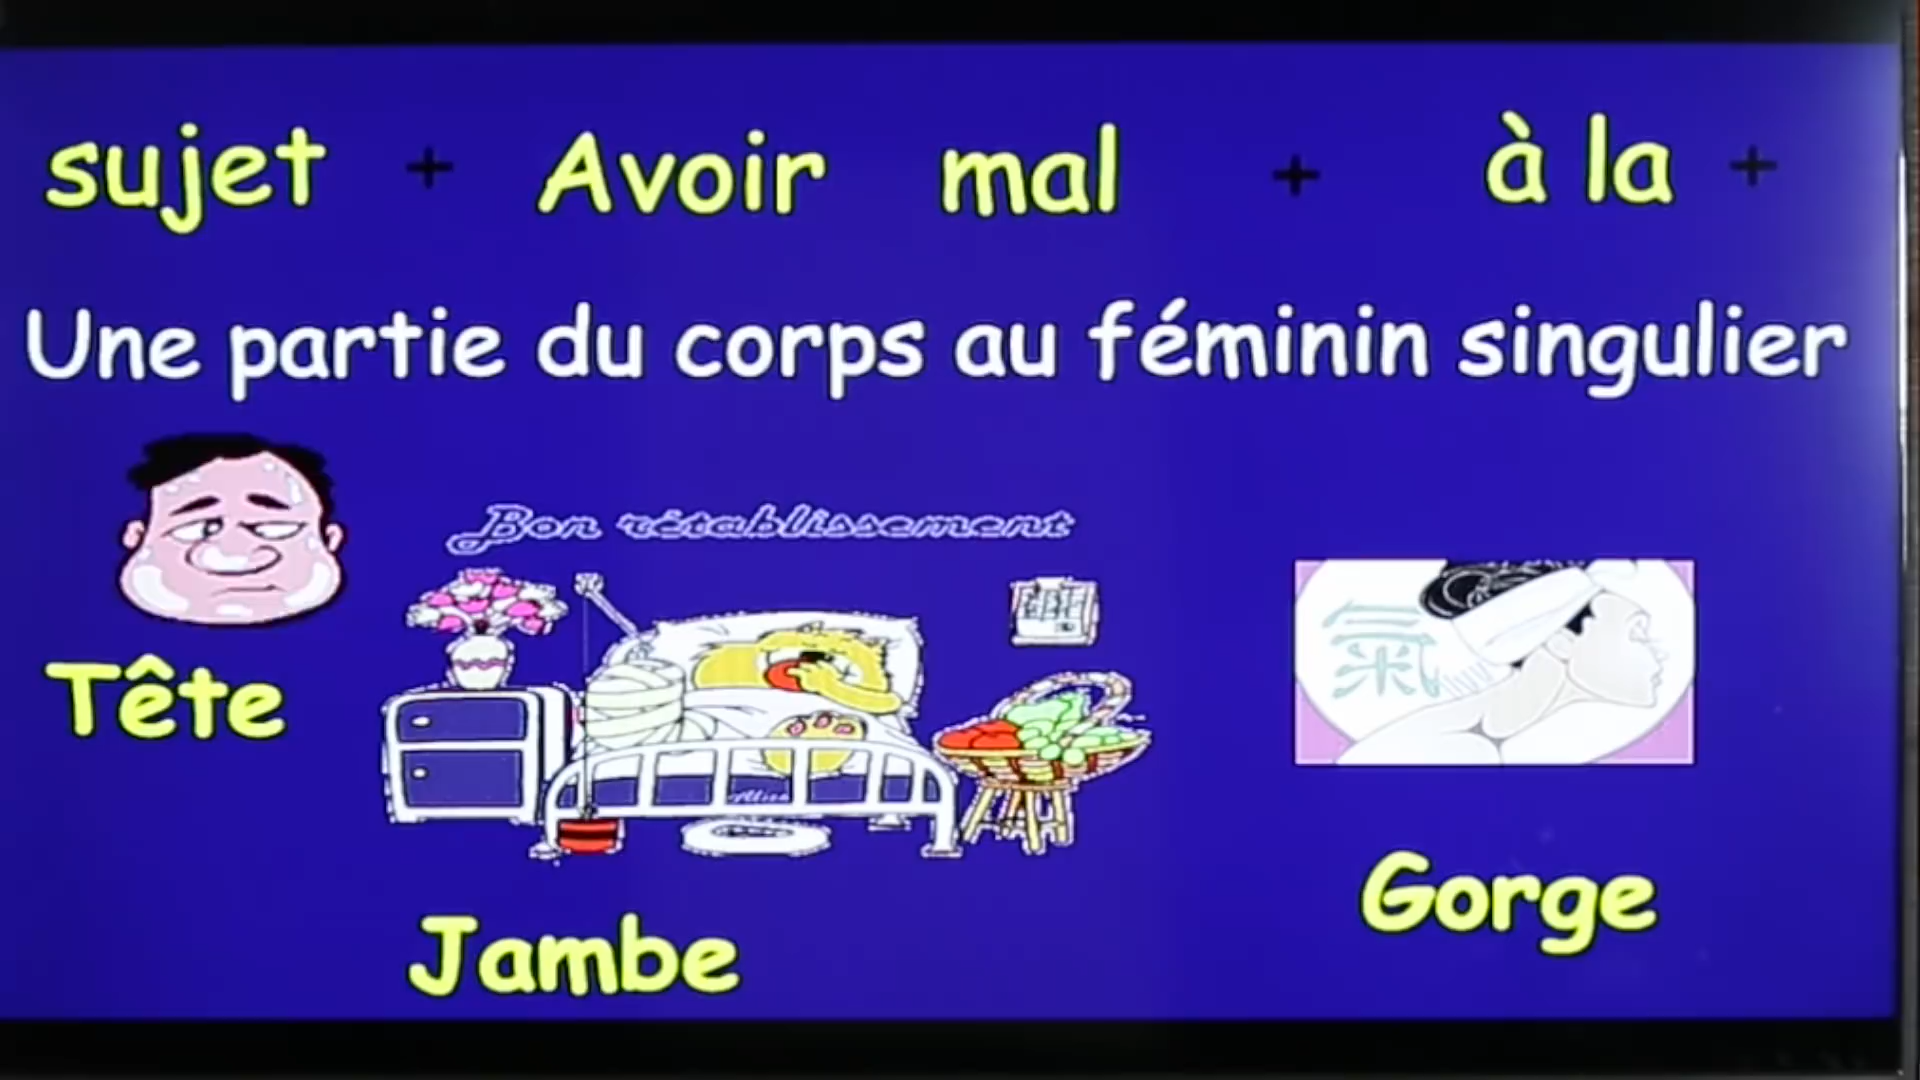 sujet + Avoir mal + à la +
Une partie du corps au féminin singulier
Bon rétablissement
氣
Tête
Gorge
Jambe